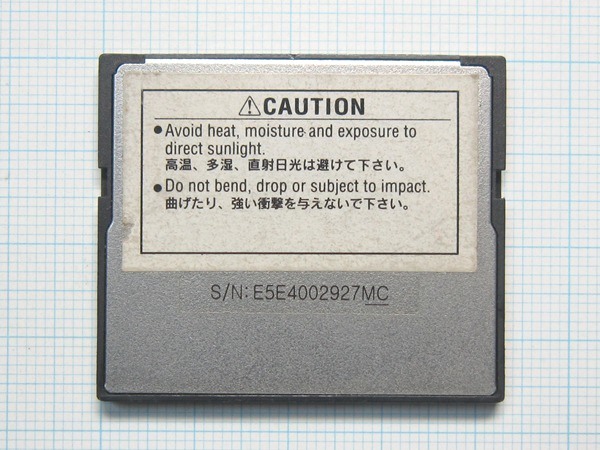 ⚠CAUTION
●Avoid heat, moisture and exposure to
direct sunlight.
高温、多湿、直射日光は避けて下さい。
●Do not bend, drop or subject to impact.
曲げたり、強い衝撃を与えないで下さい。
S/N: E5E4002927MC